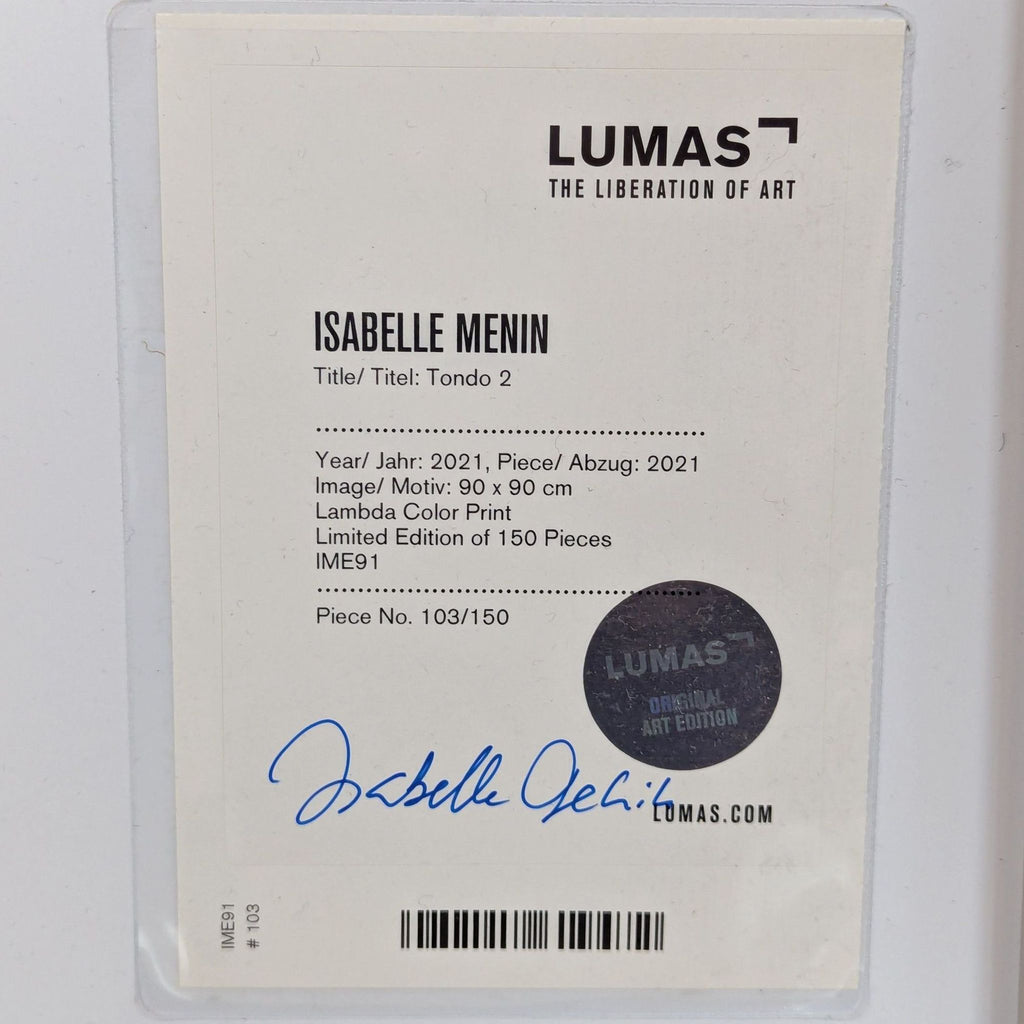 LUMAS
THE LIBERATION OF ART
ISABELLE MENIN
Title/ Titel: Tondo 2
Year/ Jahr: 2021, Piece/ Abzug: 2021
Image/ Motiv: 90 x 90 cm
Lambda Color Print
Limited Edition of 150 Pieces
IME91
Piece No. 103/150
LUMAS
ORIGINAL
ART EDITION
Isabelle Menin
LUMAS.COM
IME91
# 103